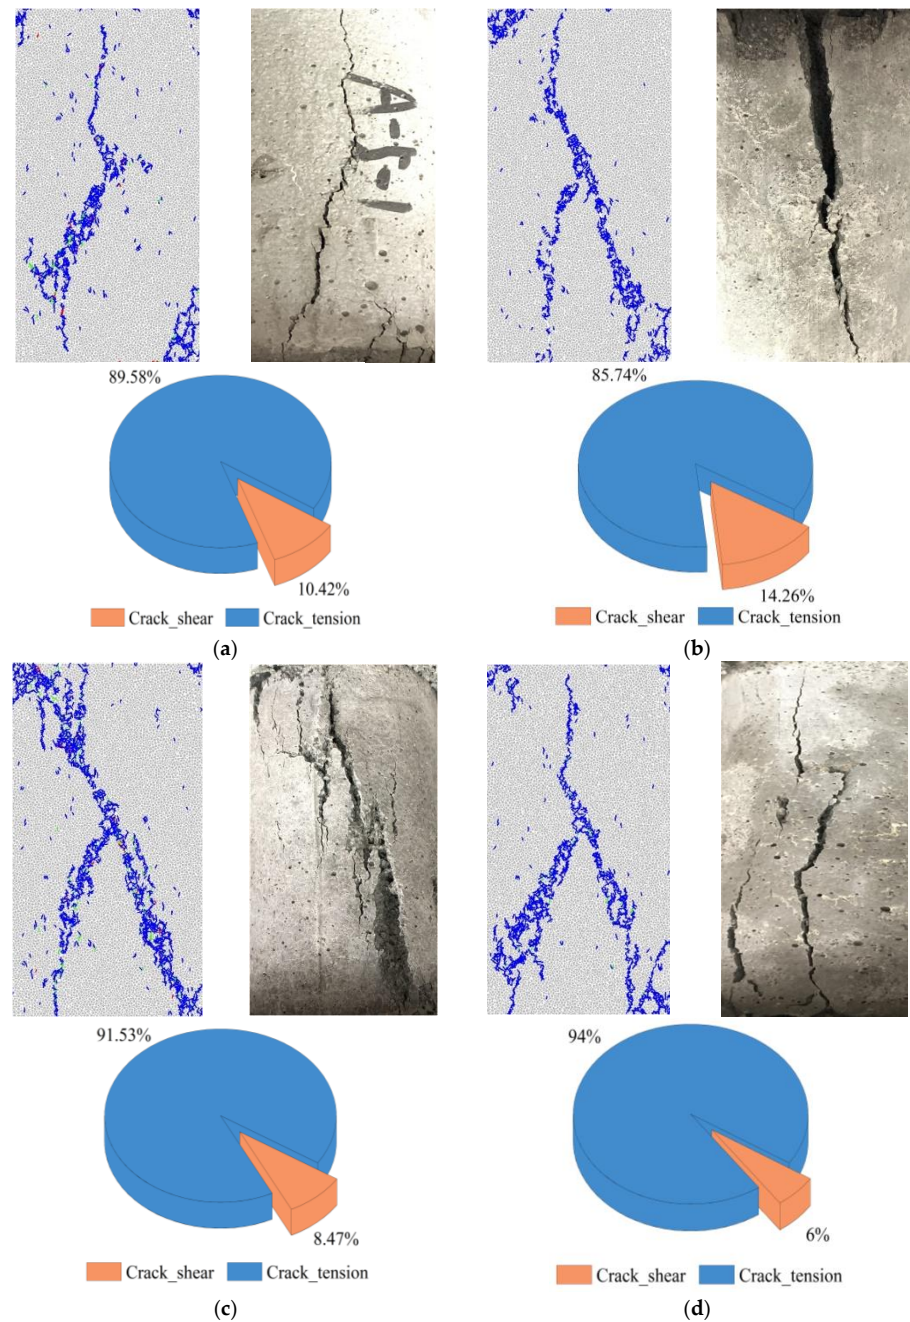 A-5-1
89.58%
85.74%
10.42%
14.26%
Crack_shear Crack_tension
Crack_shear Crack_tension
(a)
(b)
91.53%
94%
8.47%
6%
Crack_shear Crack_tension
Crack_shear Crack_tension
(c)
(d)